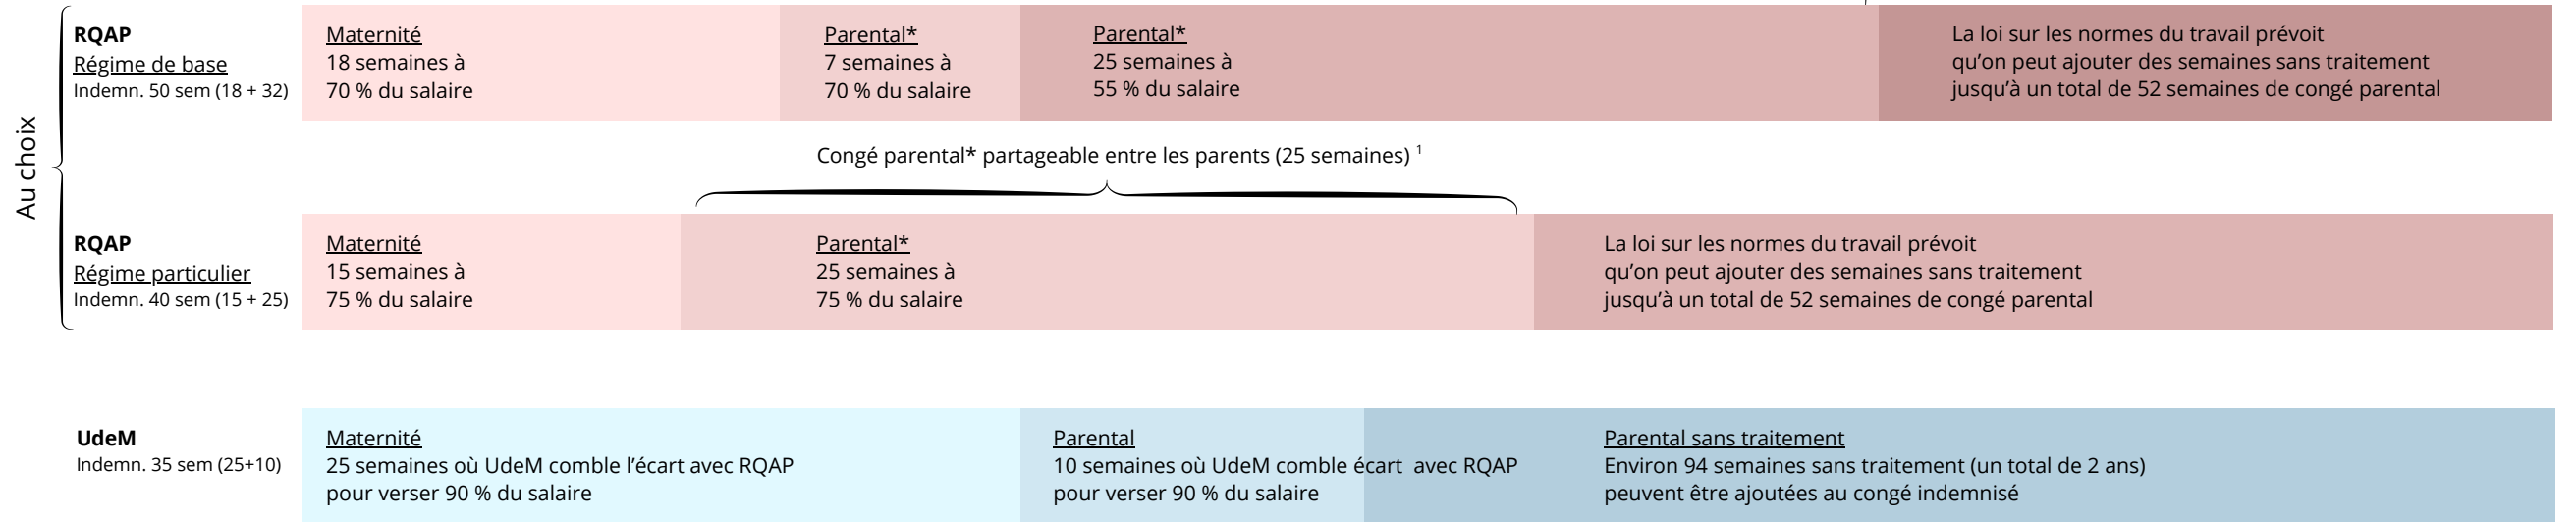 Au choix
RQAP
Régime de base
Indemn. 50 sem (18 + 32)
Maternité
18 semaines à
70 % du salaire
Parental*
7 semaines à
70 % du salaire
Parental*
25 semaines à
55 % du salaire
La loi sur les normes du travail prévoit
qu’on peut ajouter des semaines sans traitement
jusqu’à un total de 52 semaines de congé parental
Congé parental* partageable entre les parents (25 semaines) ¹
RQAP
Régime particulier
Indemn. 40 sem (15 + 25)
Maternité
15 semaines à
75 % du salaire
Parental*
25 semaines à
75 % du salaire
La loi sur les normes du travail prévoit
qu’on peut ajouter des semaines sans traitement
jusqu’à un total de 52 semaines de congé parental
UdeM
Indemn. 35 sem (25+10)
Maternité
25 semaines où UdeM comble l’écart avec RQAP
pour verser 90 % du salaire
Parental
10 semaines où UdeM comble écart  avec RQAP
pour verser 90 % du salaire
Parental sans traitement
Environ 94 semaines sans traitement (un total de 2 ans)
peuvent être ajoutées au congé indemnisé